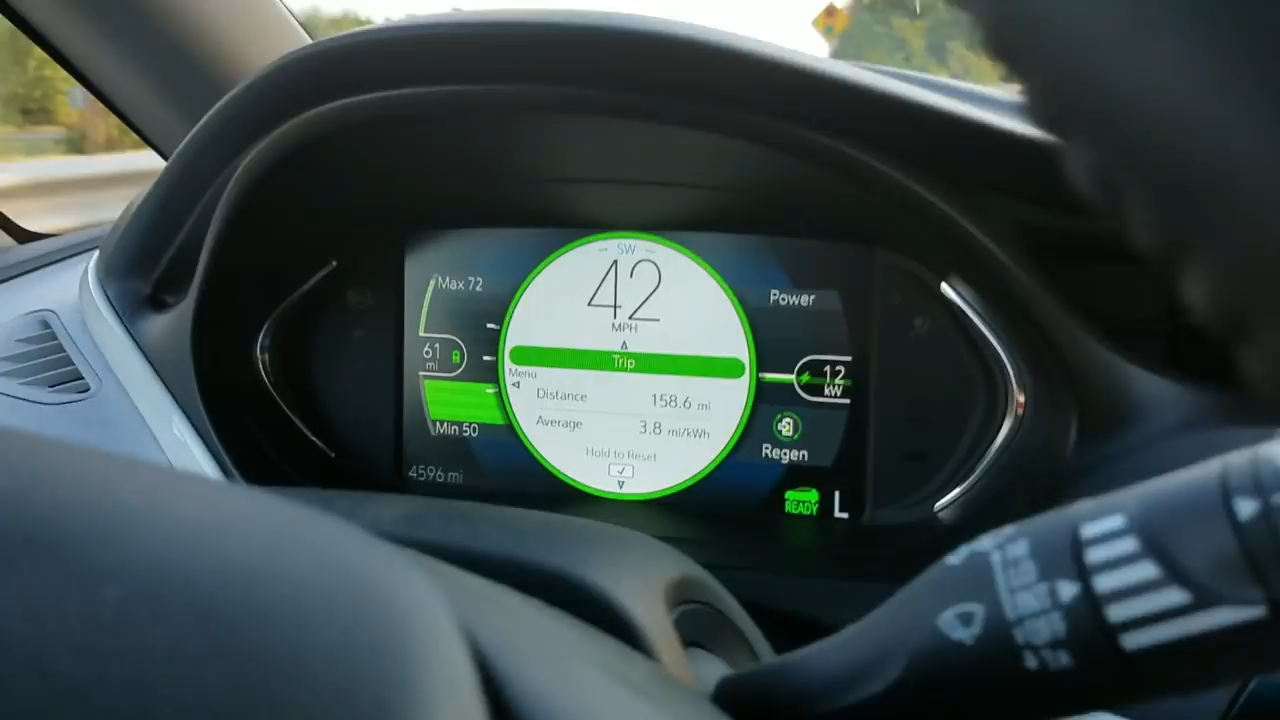 SW
42
MPH
Trip
Menu
Distance 158.6 mi
Average 3.8 mi/kWh
Hold to Reset
Max 72
61
mi
Min 50
4596 mi
Power
12
kW
Regen
READY L